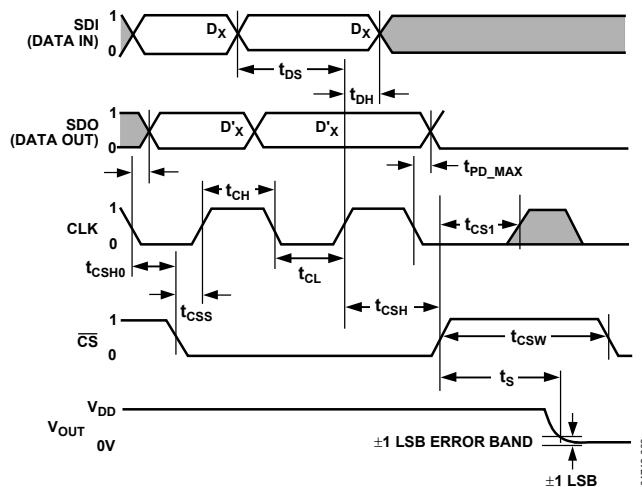 SDI
(DATA IN)
1
0
DX
DX
tDS
tDH
SDO
(DATA OUT)
1
0
D'X
D'X
tPD_MAX
tCH
CLK
1
0
tCS1
tCSH0
tCL
tCSS
tCSH
CS
1
0
tCSW
tS
VDD
VOUT
0V
±1 LSB ERROR BAND
±1 LSB